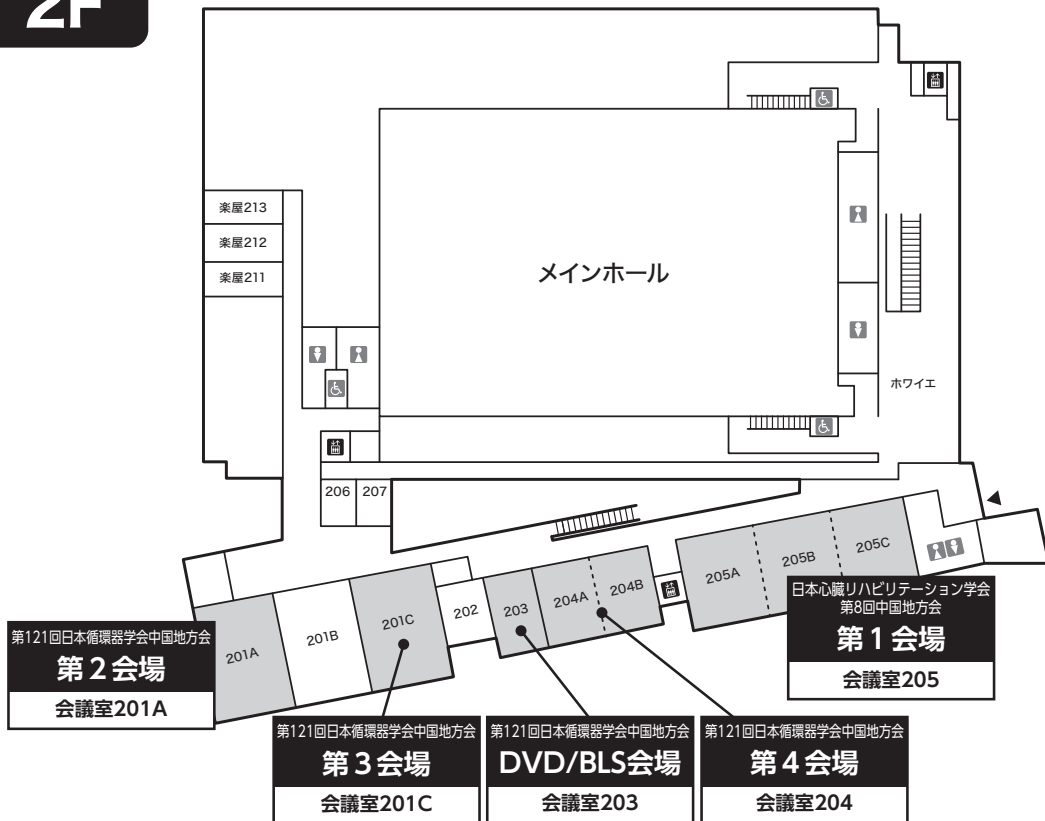 2F
楽屋213
楽屋212
楽屋211
メインホール
ホワイエ
206
207
201A
201B
201C
202
203
204A
204B
205A
205B
205C
第121回日本循環器学会中国地方会
第2会場
会議室201A
第121回日本循環器学会中国地方会
第3会場
会議室201C
第121回日本循環器学会中国地方会
DVD/BLS会場
会議室203
第121回日本循環器学会中国地方会
第4会場
会議室204
日本心臓リハビリテーション学会
第8回中国地方会
第1会場
会議室205